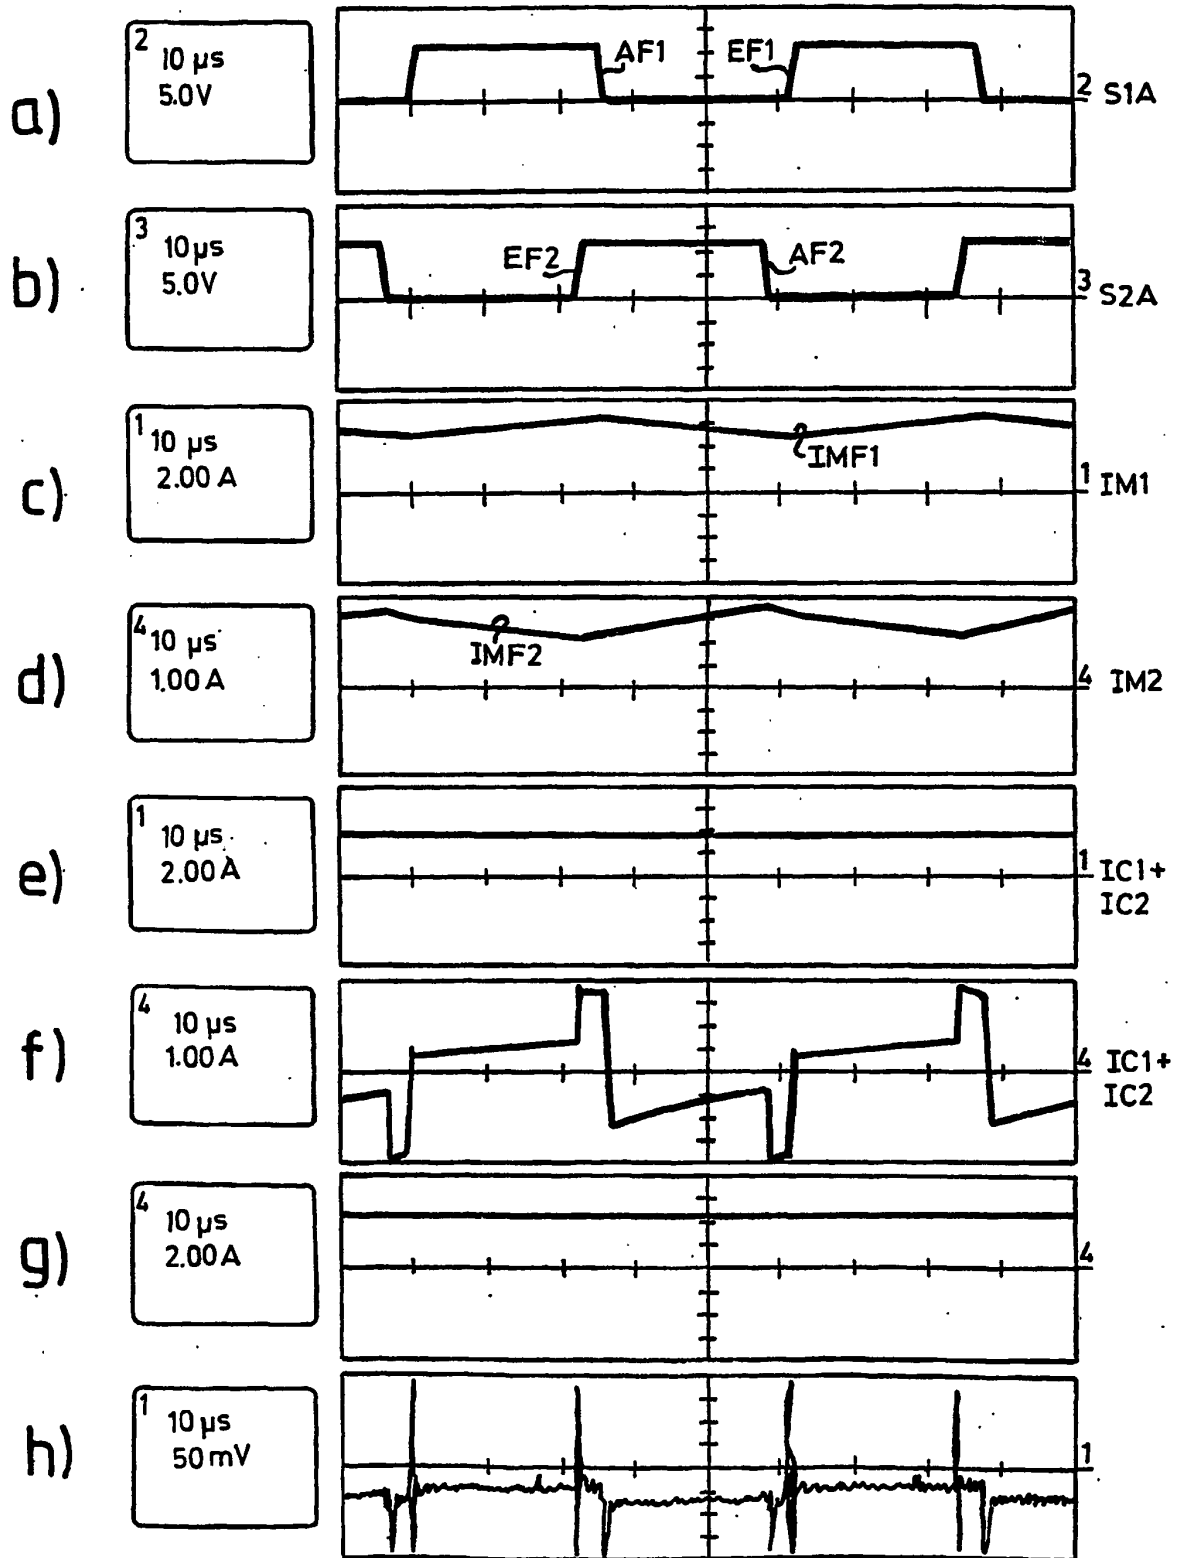 a)
2
10 µs
5.0V
AF1
EF1
2 S1A
b)
3
10 µs
5.0V
EF2
AF2
3 S2A
c)
1
10 µs
2.00 A
IMF1
1 IM1
d)
4
10 µs
1.00 A
IMF2
4 IM2
e)
1
10 µs
2.00 A
1 IC1+
IC2
f)
4
10 µs
1.00 A
4 IC1+
IC2
g)
4
10 µs
2.00 A
4
h)
1
10 µs
50 mV
1